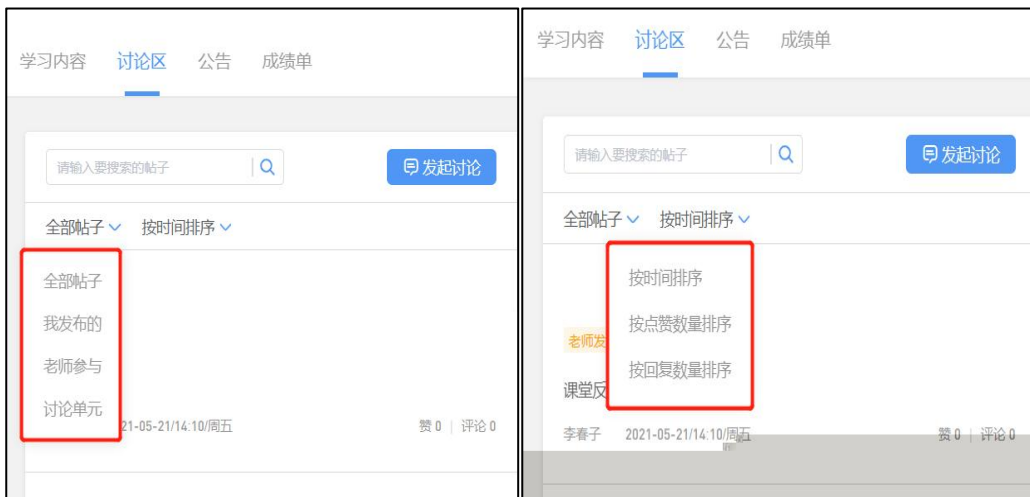 学习内容 讨论区 公告 成绩单
请输入要搜索的帖子
发起讨论
全部帖子 按时间排序
全部帖子
我发布的
老师参与
讨论单元
21-05-21/14:10/周五 赞 0 | 评论 0
学习内容 讨论区 公告 成绩单
请输入要搜索的帖子
发起讨论
全部帖子 按时间排序
按时间排序
按点赞数量排序
老师发
按回复数量排序
课堂反
李春子 2021-05-21/14:10/周五 赞 0 | 评论 0